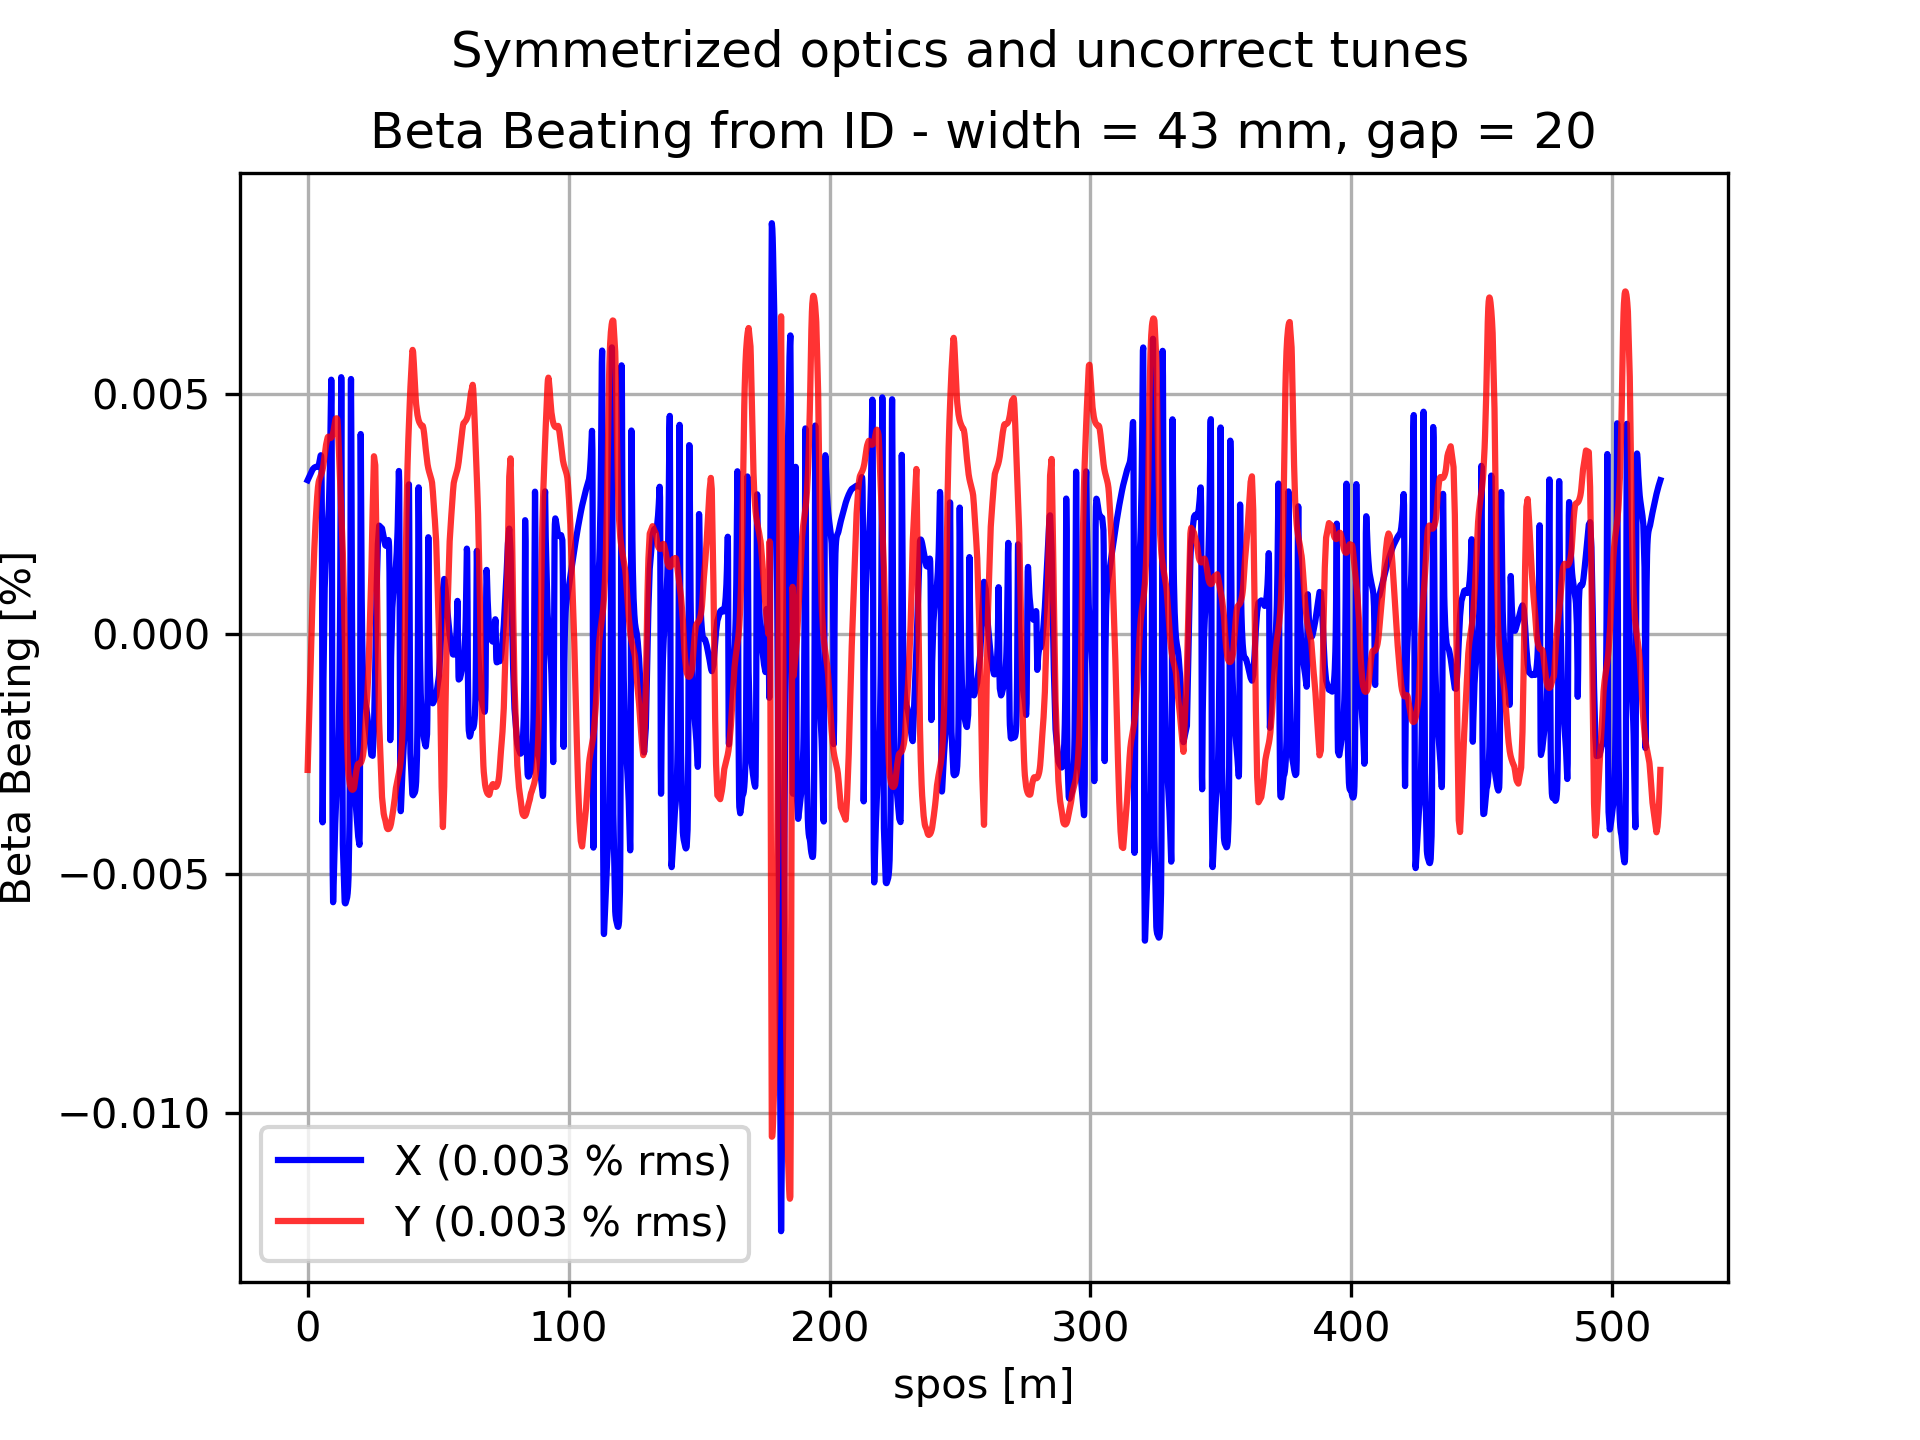 Symmetrized optics and uncorrect tunes
Beta Beating from ID - width = 43 mm, gap = 20
Beta Beating [%]
0.005
0.000
−0.005
−0.010
X (0.003 % rms)
Y (0.003 % rms)
0 100 200 300 400 500
spos [m]